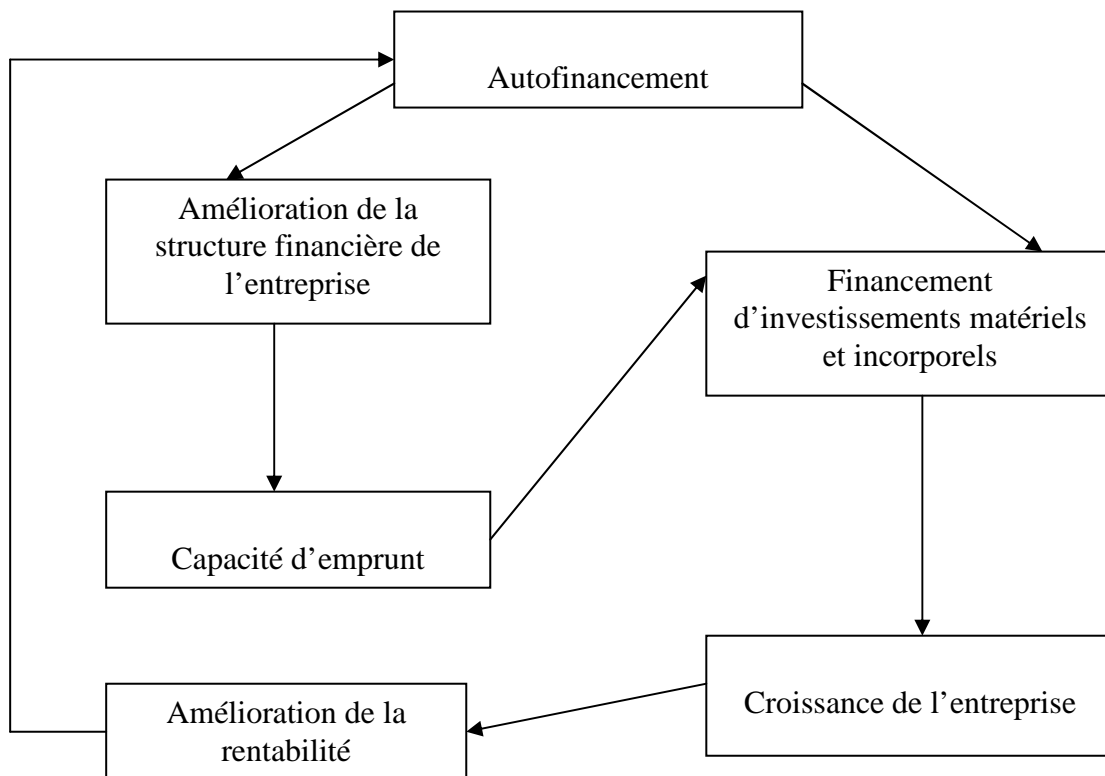 Autofinancement
Amélioration de la
structure financière de
l’entreprise
Financement
d’investissements matériels
et incorporels
Capacité d’emprunt
Croissance de l’entreprise
Amélioration de la
rentabilité